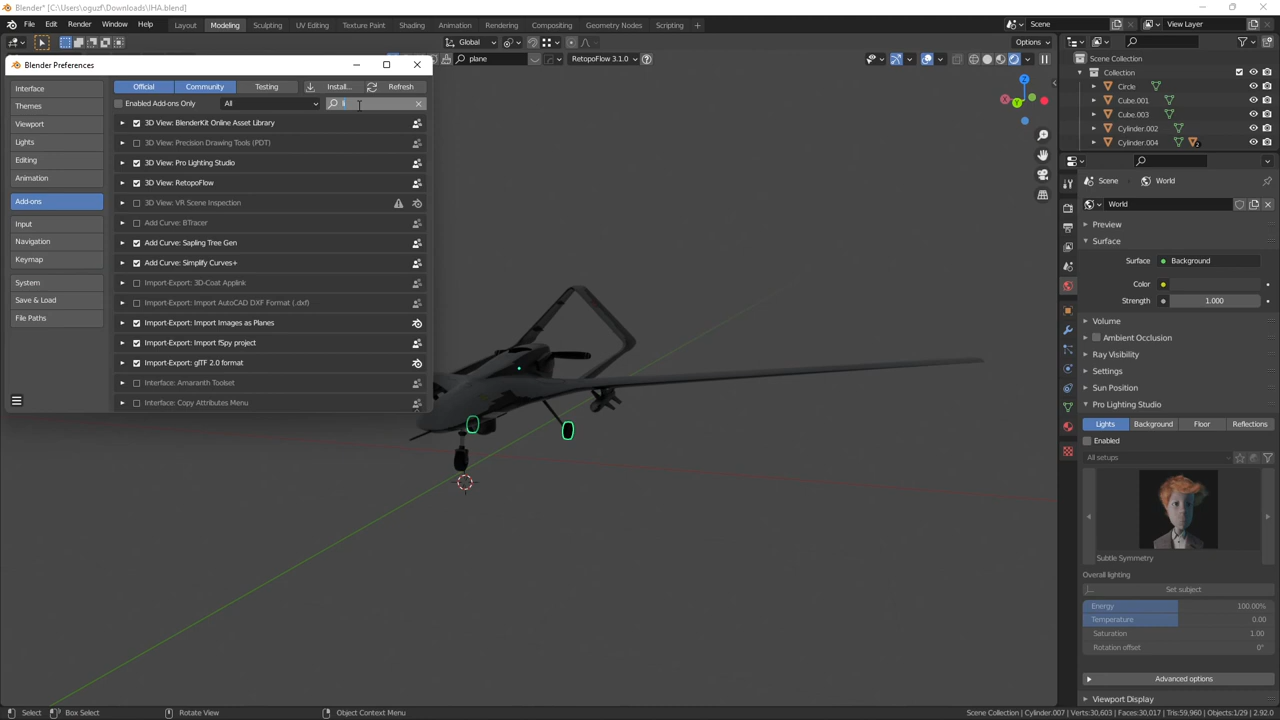 Blender* [C:\Users\oguzf\Downloads\IHA.blend]
File Edit Render Window Help Layout Modeling Sculpting UV Editing Texture Paint Shading Animation Rendering Compositing Geometry Nodes Scripting + Scene View Layer
Global Options
plane RetopoFlow 3.1.0
Blender Preferences
Interface
Themes
Viewport
Lights
Editing
Animation
Add-ons
Input
Navigation
Keymap
System
Save & Load
File Paths
Official Community Testing Install... Refresh
Enabled Add-ons Only All
3D View: BlenderKit Online Asset Library
3D View: Precision Drawing Tools (PDT)
3D View: Pro Lighting Studio
3D View: RetopoFlow
3D View: VR Scene Inspection
Add Curve: BTracer
Add Curve: Sapling Tree Gen
Add Curve: Simplify Curves+
Import-Export: 3D-Coat Applink
Import-Export: Import AutoCAD DXF Format (.dxf)
Import-Export: Import Images as Planes
Import-Export: Import fSpy project
Import-Export: glTF 2.0 format
Interface: Amaranth Toolset
Interface: Copy Attributes Menu
Z
X
Y
Scene Collection
Collection
Circle
Cube.001
Cube.003
Cylinder.002
Cylinder.004 2
Scene World
World
Preview
Surface
Surface Background
Color
Strength 1.000
Volume
Ambient Occlusion
Ray Visibility
Settings
Sun Position
Pro Lighting Studio
Lights Background Floor Reflections
Enabled
All setups
Subtle Symmetry
Overall lighting
Set subject
Energy 100.00%
Temperature 0.00
Saturation 1.00
Rotation offset 0°
Advanced options
Viewport Display
Select Box Select Rotate View Object Context Menu Scene Collection | Cylinder.007 | Verts:30,603 | Faces:30,017 | Tris:59,960 | Objects:1/29 | 2.92.0